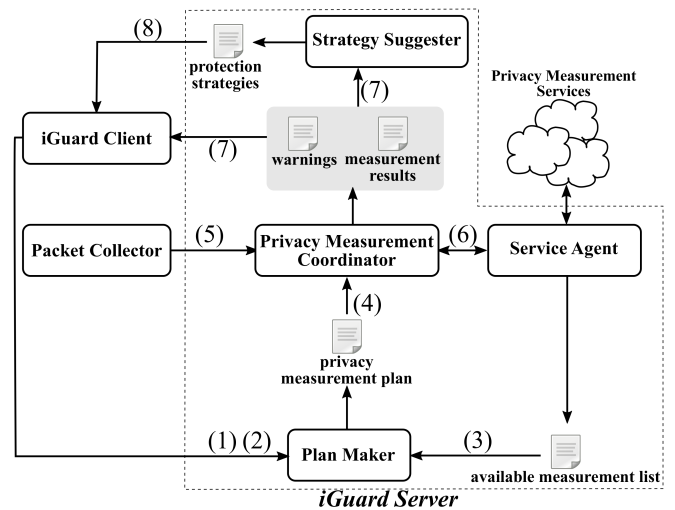 (8)
Strategy Suggester
protection
strategies
Privacy Measurement
Services
(7)
iGuard Client
(7)
warnings
measurement
results
Packet Collector
(5)
Privacy Measurement
Coordinator
(6)
Service Agent
(4)
privacy
measurement plan
(1) (2)
Plan Maker
(3)
available measurement list
iGuard Server